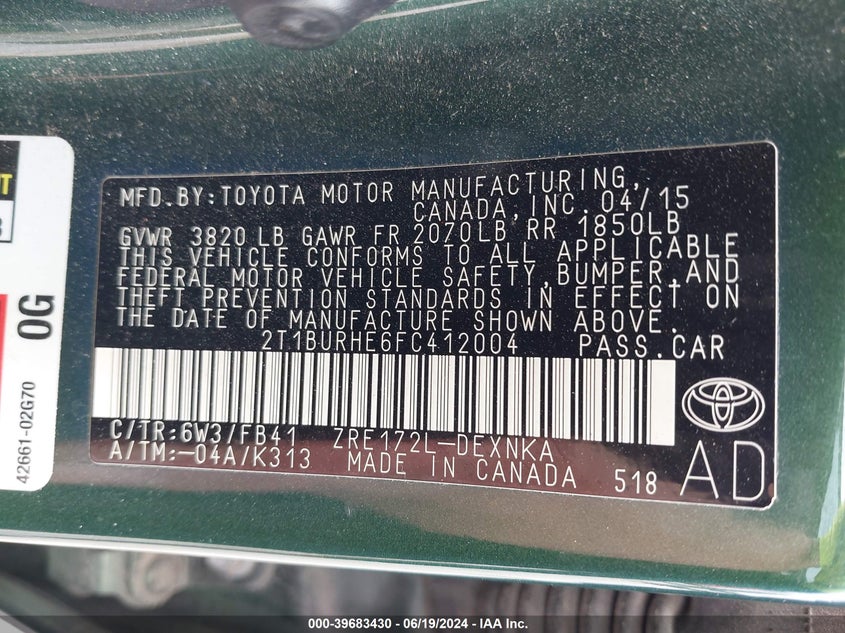 MFD.BY:TOYOTA MOTOR MANUFACTURING,
CANADA,INC.04/15
GVWR 3820 LB GAWR FR 2070LB RR 1850LB
THIS VEHICLE CONFORMS TO ALL APPLICABLE
FEDERAL MOTOR VEHICLE SAFETY,BUMPER,AND
THEFT PREVENTION STANDARDS IN EFFECT ON
THE DATE OF MANUFACTURE SHOWN ABOVE.
2T1BURHE6FC412004 PASS.CAR
C/TR:6W3/FB41 ZRE172L-DEXNKA
A/TM:-04A/K313 MADE IN CANADA 518
AD
0G
42661-02G70
000-39683430 - 06/19/2024 - IAA Inc.